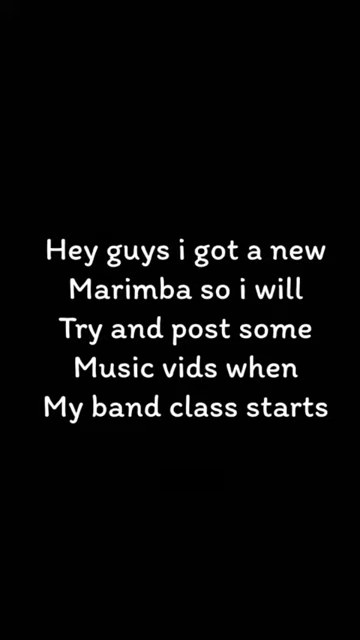 Hey guys i got a new
Marimba so i will
Try and post some
Music vids when
My band class starts